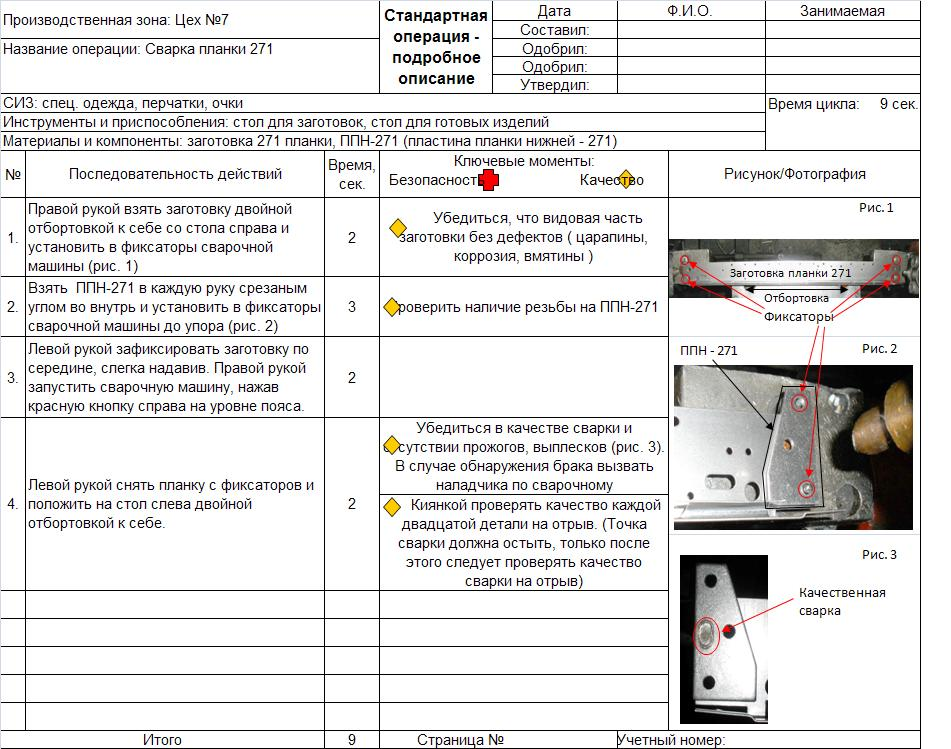 Производственная зона: Цех №7
Название операции: Сварка планки 271
Стандартная
операция -
подробное
описание
Дата
Ф.И.О.
Занимаемая
Составил:
Одобрил:
Одобрил:
Утвердил:
СИЗ: спец. одежда, перчатки, очки
Время цикла: 9 сек.
Инструменты и приспособления: стол для заготовок, стол для готовых изделий
Материалы и компоненты: заготовка 271 планки, ППН-271 (пластина планки нижней - 271)
№
Последовательность действий
Время,
сек.
Ключевые моменты:
Безопасность
Качество
Рисунок/Фотография
1.
Правой рукой взять заготовку двойной
отбортовкой к себе со стола справа и
установить в фиксаторы сварочной
машины (рис. 1)
2
Убедиться, что видовая часть
заготовки без дефектов ( царапины,
коррозия, вмятины )
2.
Взять ППН-271 в каждую руку срезаным
углом во внутрь и установить в фиксаторы
сварочной машины до упора (рис. 2)
3
роверить наличие резьбы на ППН-271
3.
Левой рукой зафиксировать заготовку по
середине, слегка надавив. Правой рукой
запустить сварочную машину, нажав
красную кнопку справа на уровне пояса.
2
4.
Левой рукой снять планку с фиксаторов и
положить на стол слева двойной
отбортовкой к себе.
2
Убедиться в качестве сварки и
сутствии прожогов, выплесков (рис. 3).
В случае обнаружения брака вызвать
наладчика по сварочному
Киянкой проверять качество каждой
двадцатой детали на отрыв. (Точка
сварки должна остыть, только после
этого следует проверять качество
сварки на отрыв)
Рис. 1
Заготовка планки 271
Отбортовка
Фиксаторы
ППН - 271
Рис. 2
Рис. 3
Качественная
сварка
Итого
9
Страница №
Учетный номер: